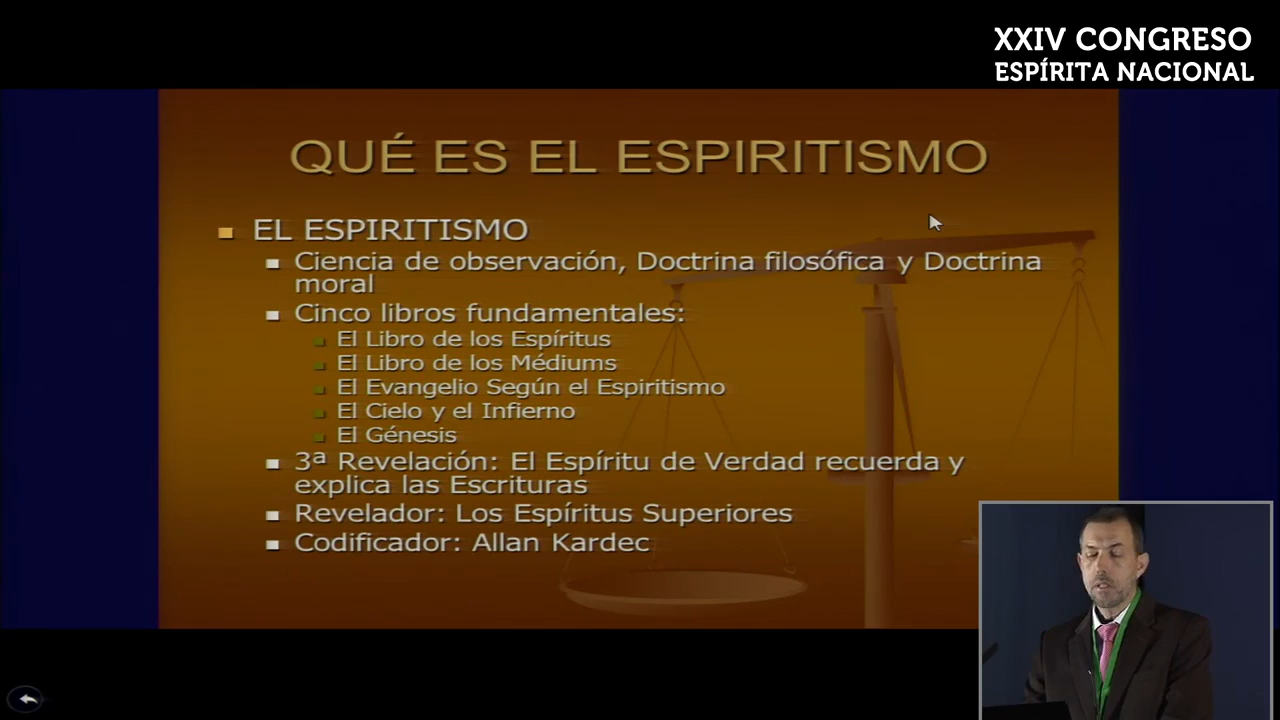 XXIV CONGRESO
ESPÍRITA NACIONAL
QUÉ ES EL ESPIRITISMO
EL ESPIRITISMO
Ciencia de observación, Doctrina filosófica y Doctrina
moral
Cinco libros fundamentales:
El Libro de los Espíritus
El Libro de los Médiums
El Evangelio Según el Espiritismo
El Cielo y el Infierno
El Génesis
3ª Revelación: El Espíritu de Verdad recuerda y
explica las Escrituras
Revelador: Los Espíritus Superiores
Codificador: Allan Kardec